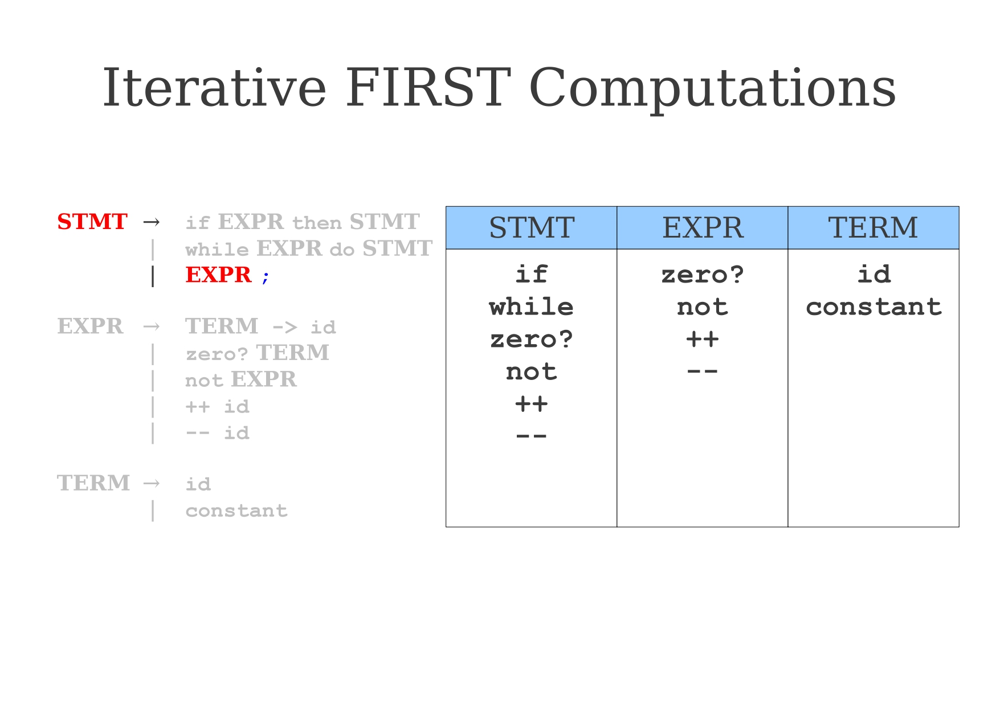 Iterative FIRST Computations
STMT → if EXPR then STMT
| while EXPR do STMT
| EXPR ;
EXPR → TERM -> id
| zero? TERM
| not EXPR
| ++ id
| -- id
TERM → id
| constant
STMT EXPR TERM
if zero? id
while not constant
zero? ++
not --
++
--